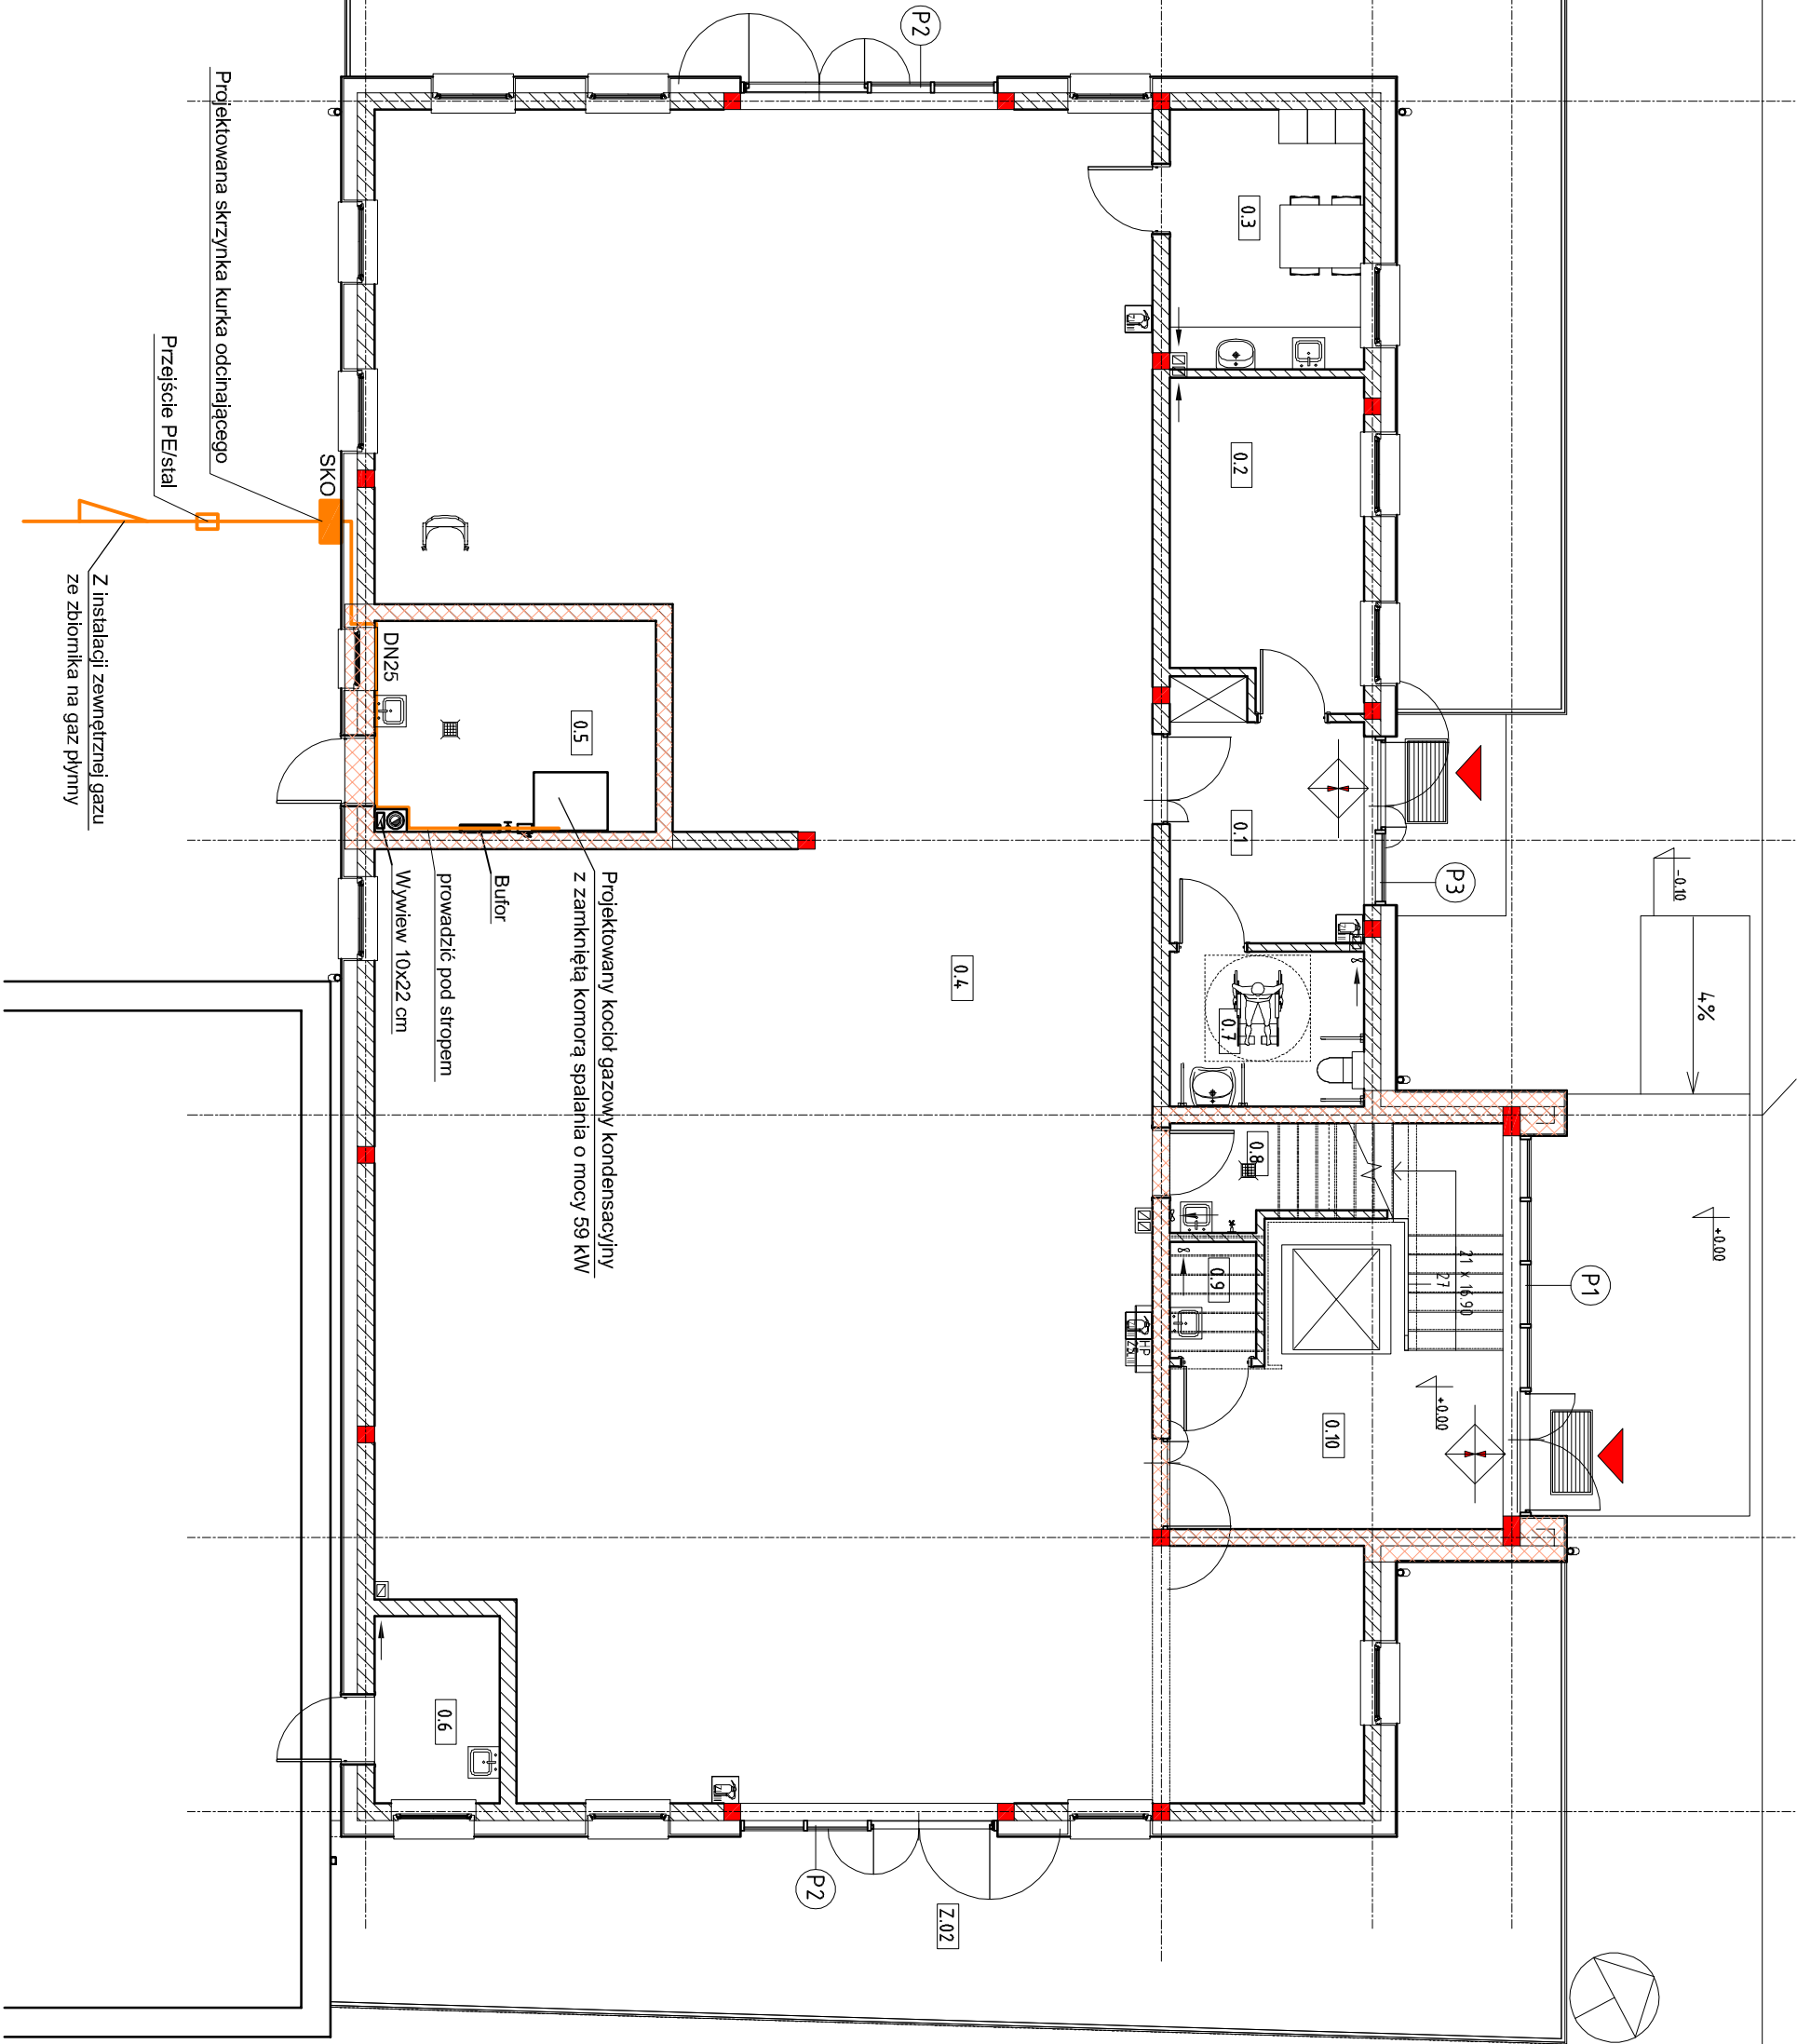 P2
Projektowana skrzynka kurka odcinającego
0.3
Przejście PE/stal
SKO
0.2
Z instalacji zewnętrznej gazu
ze zbiornika na gaz płynny
DN25
0.5
0.1
P3
-0.10
4%
Projektowany kocioł gazowy kondensacyjny
z zamkniętą komorą spalania o mocy 59 kW
Bufor
prowadzić pod stropem
Wywiew 10x22 cm
0.4
0.7
0.8
+0.00
21 x 16.90
27
P1
0.9
HP
25
+0.00
0.10
0.6
P2
Z.02